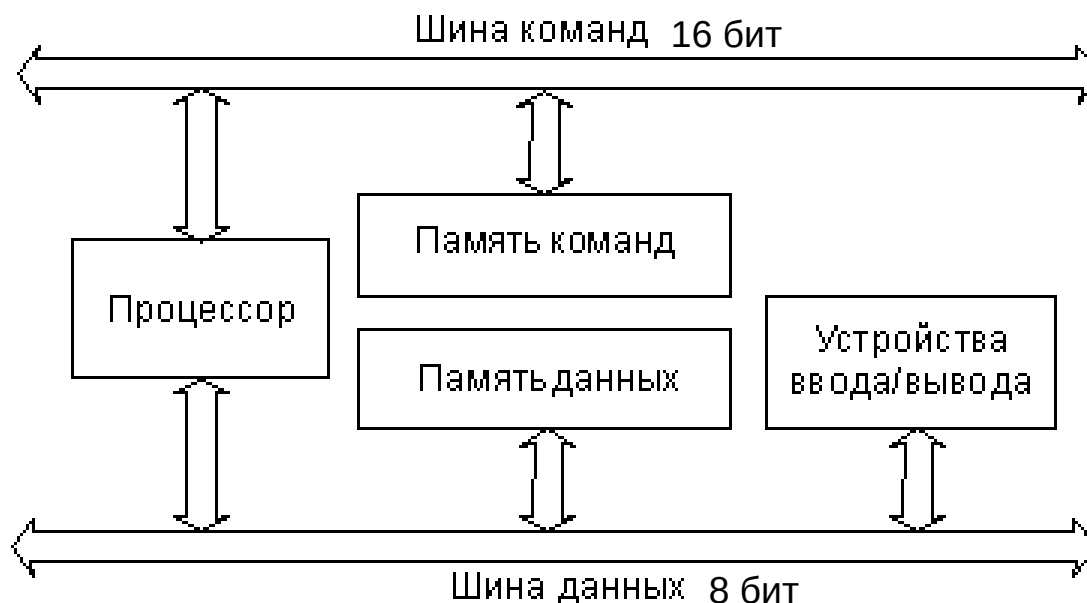 Шина команд 16 бит
Память команд
Процессор
Память данных
Устройства
ввода/вывода
Шина данных 8 бит